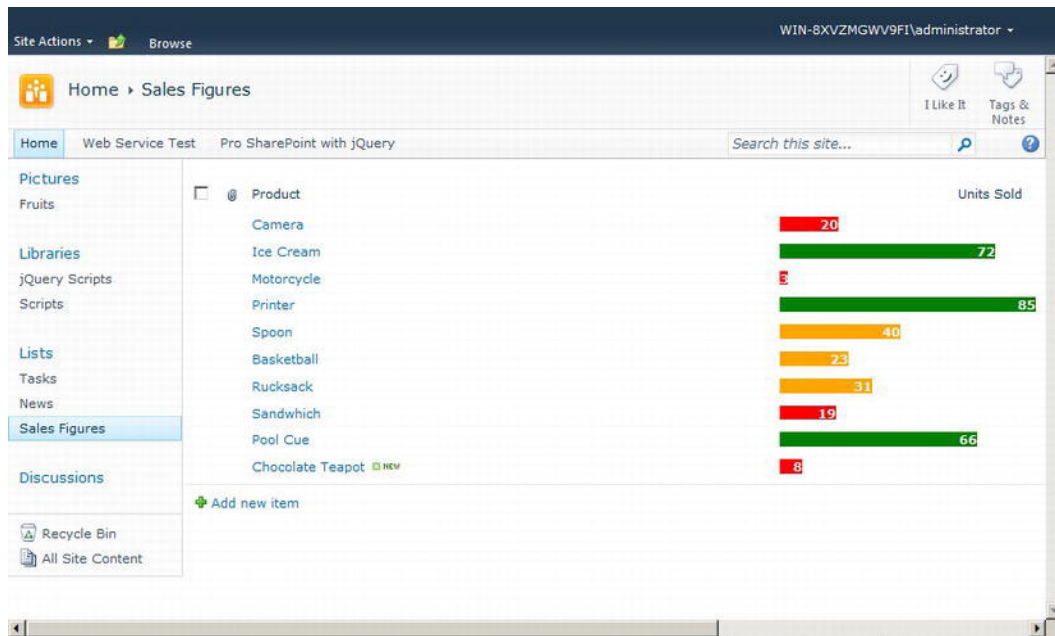 Site Actions Browse WIN-8XVZMGWV9FI\administrator
Home Sales Figures
I Like It
Tags &
Notes
Home Web Service Test Pro SharePoint with jQuery Search this site...
Pictures
Fruits
Libraries
jQuery Scripts
Scripts
Lists
Tasks
News
Sales Figures
Discussions
Recycle Bin
All Site Content
Product Units Sold
Camera 20
Ice Cream 72
Motorcycle 3
Printer 85
Spoon 40
Basketball 23
Rucksack 31
Sandwhich 19
Pool Cue 66
Chocolate Teapot NEW 8
Add new item